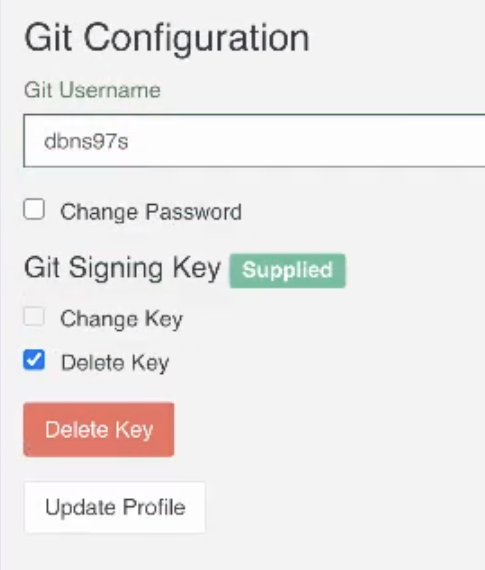 Git Configuration
Git Username
dbns97s
Change Password
Git Signing Key Supplied
Change Key
Delete Key
Delete Key
Update Profile